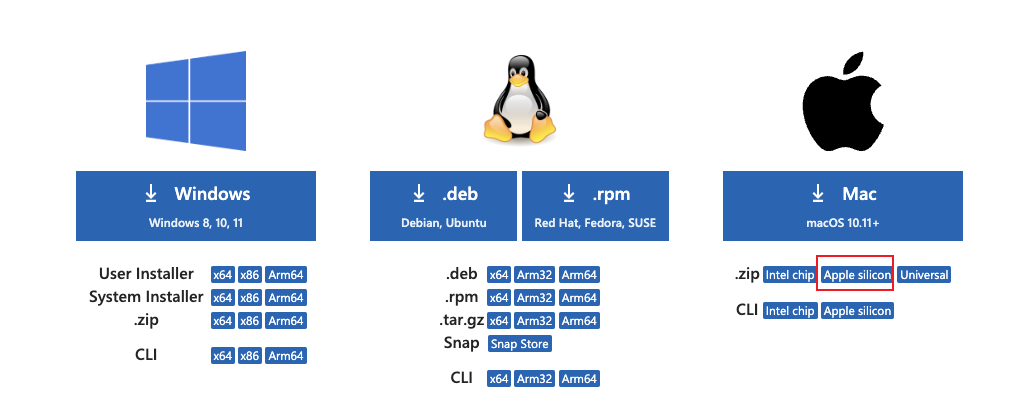 Windows
Windows 8, 10, 11
User Installer x64 x86 Arm64
System Installer x64 x86 Arm64
.zip x64 x86 Arm64
CLI x64 x86 Arm64
.deb
Debian, Ubuntu
.rpm
Red Hat, Fedora, SUSE
.deb x64 Arm32 Arm64
.rpm x64 Arm32 Arm64
.tar.gz x64 Arm32 Arm64
Snap Snap Store
CLI x64 Arm32 Arm64
Mac
macOS 10.11+
.zip Intel chip Apple silicon Universal
CLI Intel chip Apple silicon